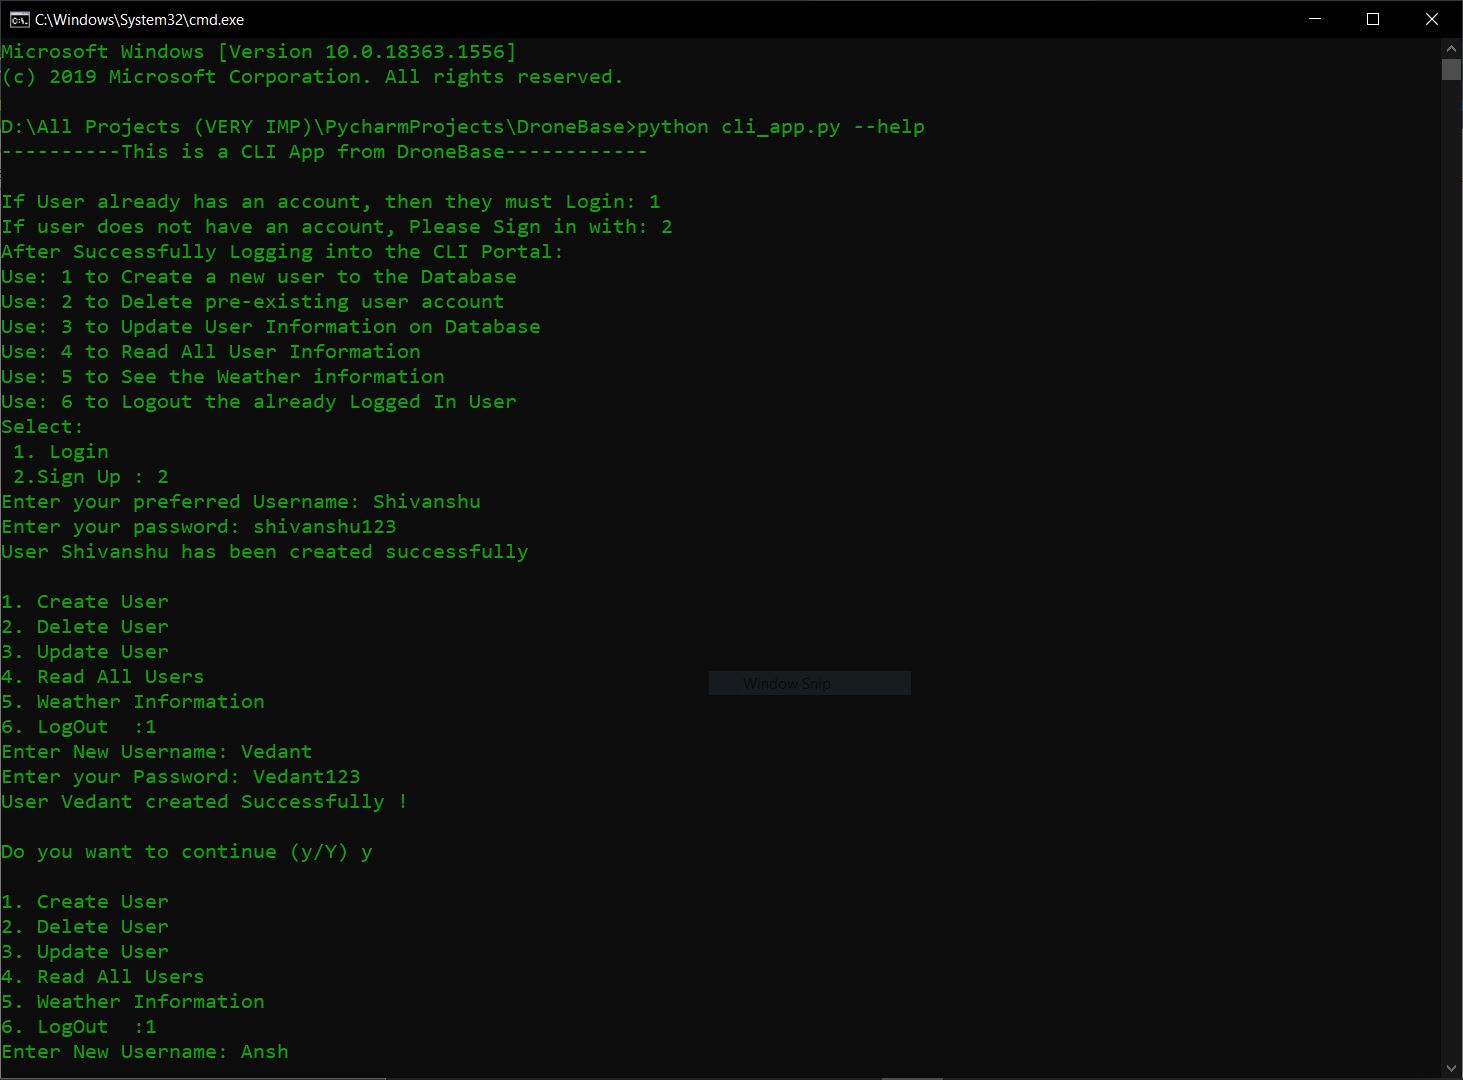 C:\Windows\System32\cmd.exe
Microsoft Windows [Version 10.0.18363.1556]
(c) 2019 Microsoft Corporation. All rights reserved.
D:\All Projects (VERY IMP)\PycharmProjects\DroneBase>python cli_app.py --help
----------This is a CLI App from DroneBase------------
If User already has an account, then they must Login: 1
If user does not have an account, Please Sign in with: 2
After Successfully Logging into the CLI Portal:
Use: 1 to Create a new user to the Database
Use: 2 to Delete pre-existing user account
Use: 3 to Update User Information on Database
Use: 4 to Read All User Information
Use: 5 to See the Weather information
Use: 6 to Logout the already Logged In User
Select:
 1. Login
 2.Sign Up : 2
Enter your preferred Username: Shivanshu
Enter your password: shivanshu123
User Shivanshu has been created successfully
1. Create User
2. Delete User
3. Update User
4. Read All Users
Window Snip
5. Weather Information
6. LogOut  :1
Enter New Username: Vedant
Enter your Password: Vedant123
User Vedant created Successfully !
Do you want to continue (y/Y) y
1. Create User
2. Delete User
3. Update User
4. Read All Users
5. Weather Information
6. LogOut  :1
Enter New Username: Ansh